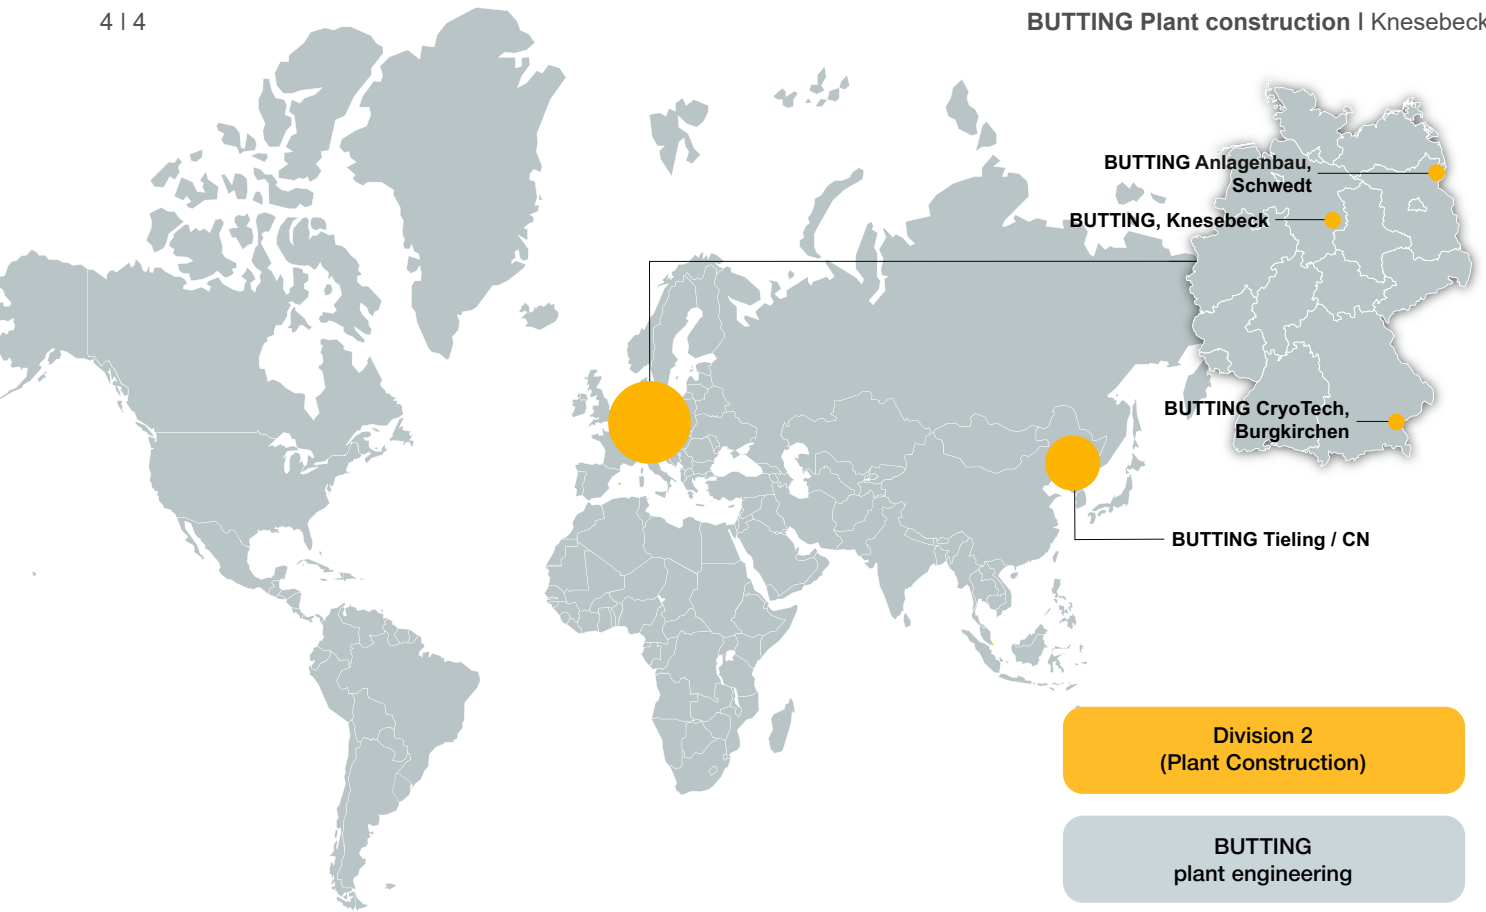 4 | 4
BUTTING Plant construction | Knesebeck
BUTTING Anlagenbau,
Schwedt
BUTTING, Knesebeck
BUTTING CryoTech,
Burgkirchen
BUTTING Tieling / CN
Division 2
(Plant Construction)
BUTTING
plant engineering